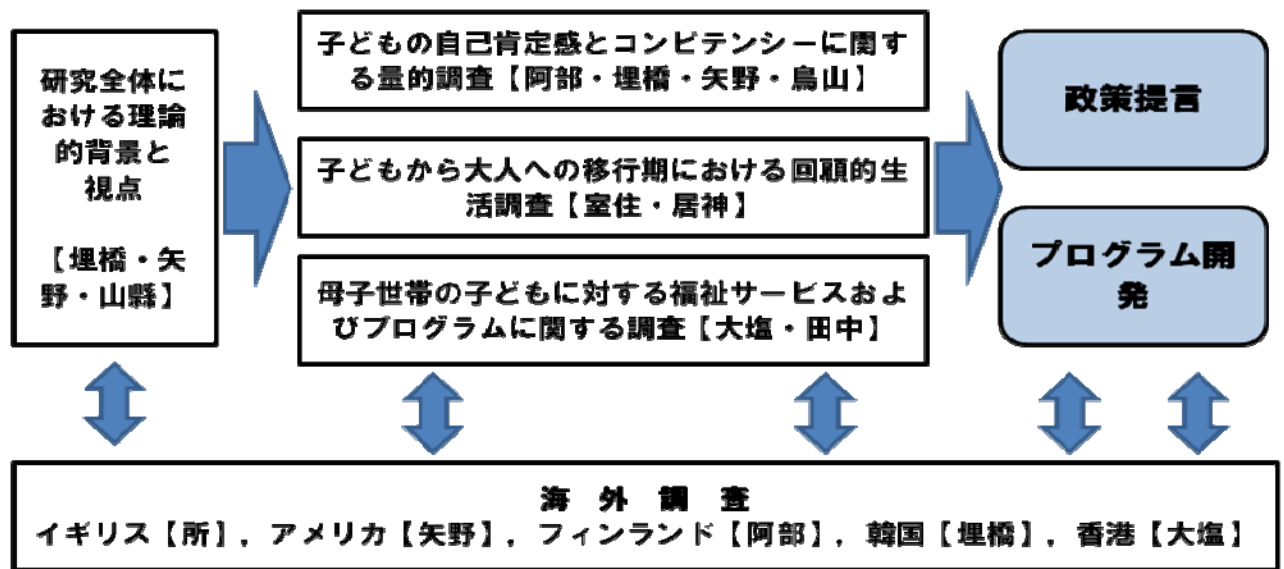 研究全体に
おける理論
的背景と
視点
【埋橋・矢
野・山縣】
子どもの自己肯定感とコンピテンシーに関す
る量的調査【阿部・埋橋・矢野・鳥山】
子どもから大人への移行期における回顧的生
活調査【室住・居神】
母子世帯の子どもに対する福祉サービスおよ
びプログラムに関する調査【大塩・田中】
政策提言
プログラム開
発
海 外 調 査
イギリス【所】，アメリカ【矢野】，フィンランド【阿部】，韓国【埋橋】，香港【大塩】